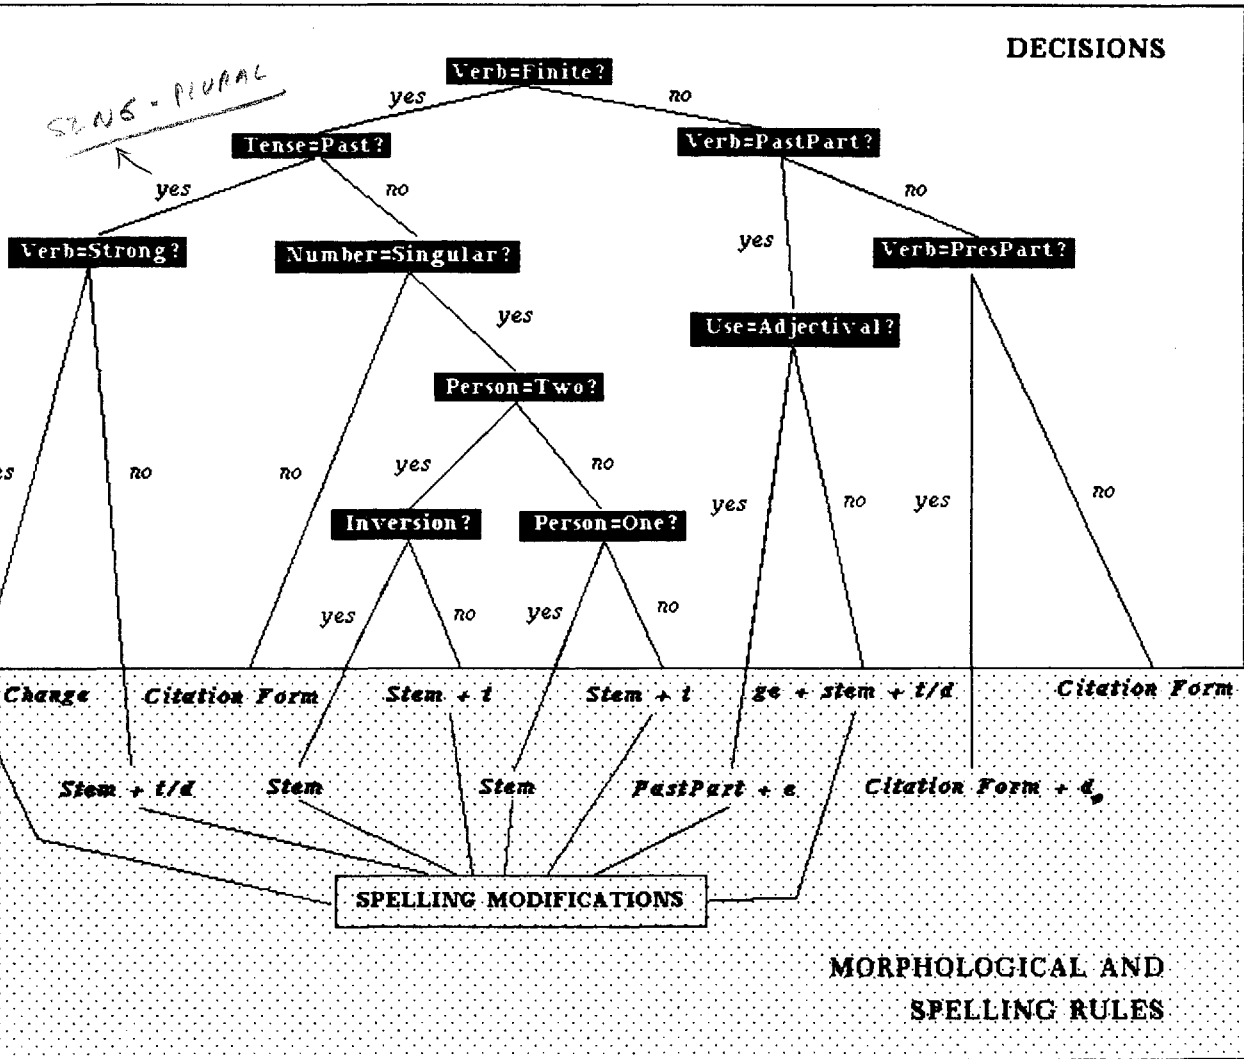 DECISIONS
Verb=Finite?
SING - PLURAL
yes
no
Tense=Past?
Verb=PastPart?
yes
no
no
Verb=Strong?
Number=Singular?
yes
Verb=PresPart?
yes
Use=Adjectival?
Person=Two?
no
no
yes
no
yes
yes
no
no
Inversion?
Person=One?
yes
no
yes
no
Change
Citation Form
Stem + t
Stem + t
ge + stem + t/d
Citation Form
Stem + t/d
Stem
Stem
PastPart + e
Citation Form + d
SPELLING MODIFICATIONS
MORPHOLOGICAL AND
SPELLING RULES